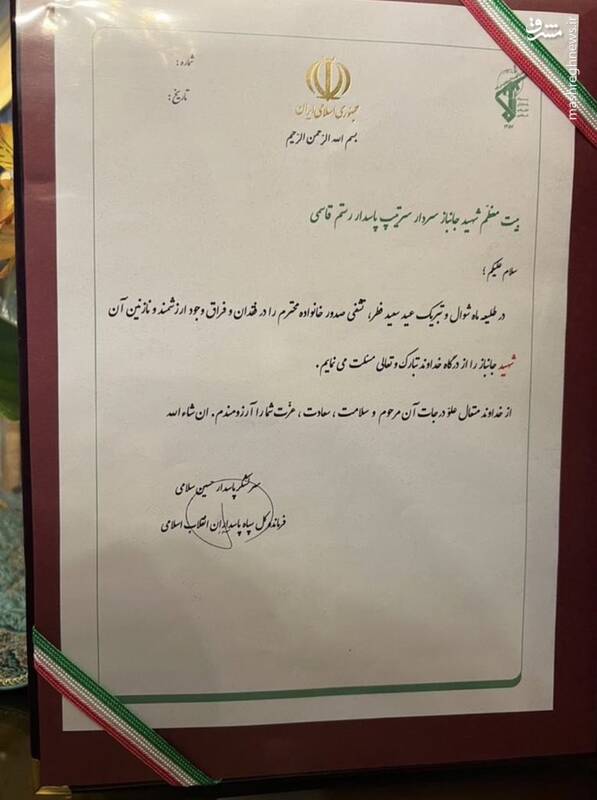 مشرق
mashreghnews.ir
شماره:
تاریخ:
جمهوری اسلامی ایران
بسم الله الرحمن الرحیم
بیت معظّم شهید جانباز سردار سرتیپ پاسدار رستم قاسمی
سلام علیکم؛
در طلیعه ماه شوال و تبریک عید سعید فطر، تشفی صدور خانواده محترم را در فقدان و فراق وجود ارزشمند و نازنین آن
شهید جانباز را از درگاه خداوند تبارک و تعالی مسئلت می نمایم.
از خداوند متعال علوّ درجات آن مرحوم و سلامت، سعادت، عزّت شما را آرزومندم. ان شاء الله
سرلشکر پاسدار حسین سلامی
فرمانده کل سپاه پاسداران انقلاب اسلامی